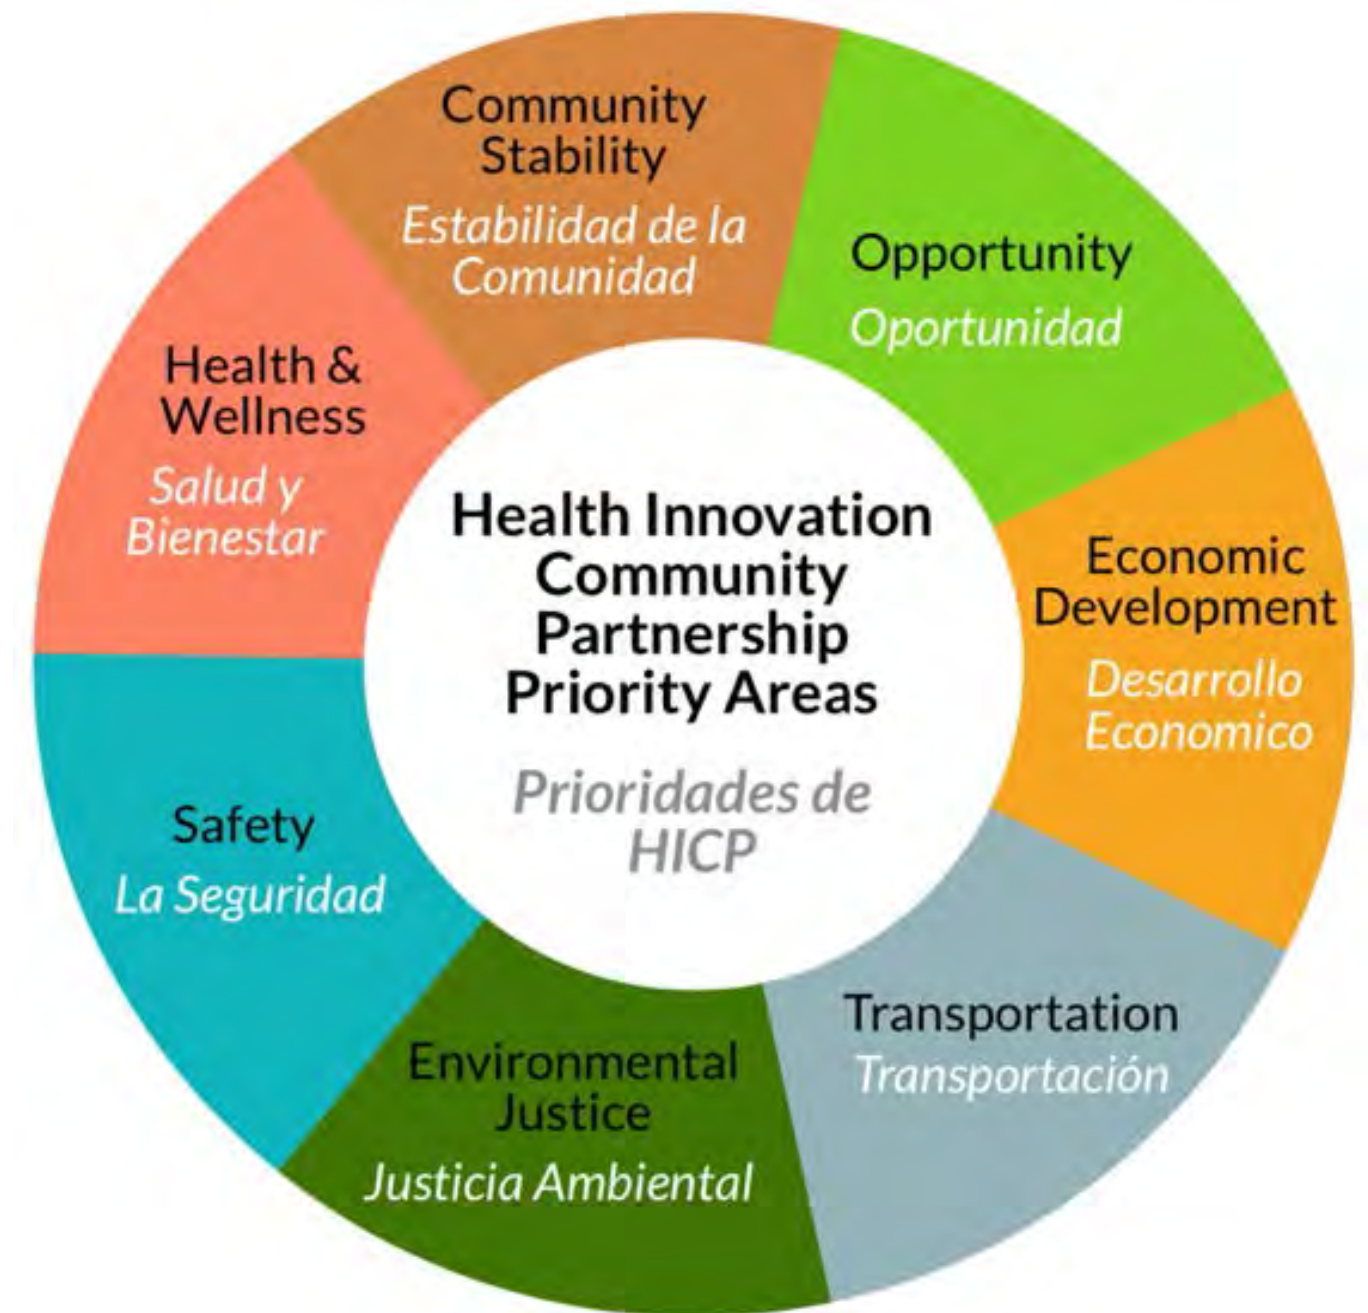 Community
Stability
Estabilidad de la
Comunidad
Opportunity
Oportunidad
Economic
Development
Desarrollo
Economico
Transportation
Transportación
Environmental
Justice
Justicia Ambiental
Safety
La Seguridad
Health &
Wellness
Salud y
Bienestar
Health Innovation
Community
Partnership
Priority Areas
Prioridades de
HICP